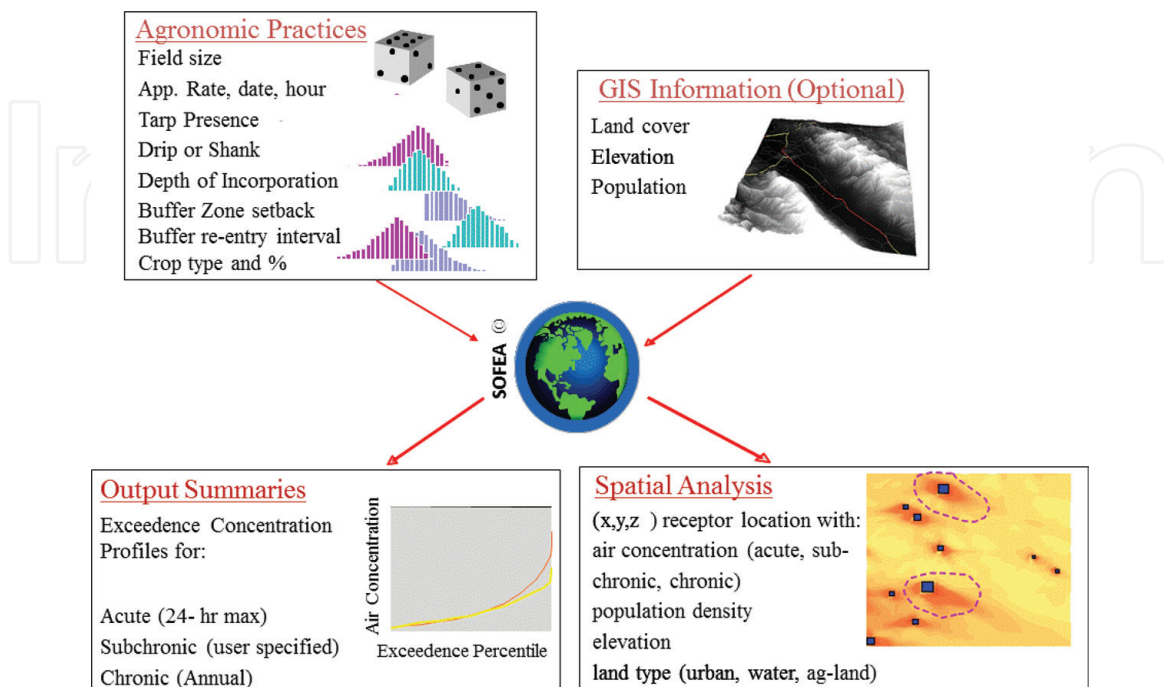 Agronomic Practices
Field size
App. Rate, date, hour
Tarp Presence
Drip or Shank
Depth of Incorporation
Buffer Zone setback
Buffer re-entry interval
Crop type and %
GIS Information (Optional)
Land cover
Elevation
Population
SOFEA ©
Output Summaries
Exceedence Concentration
Profiles for:
Acute (24- hr max)
Subchronic (user specified)
Chronic (Annual)
Air Concentration
Exceedence Percentile
Spatial Analysis
(x,y,z ) receptor location with:
air concentration (acute, sub-
chronic, chronic)
population density
elevation
land type (urban, water, ag-land)